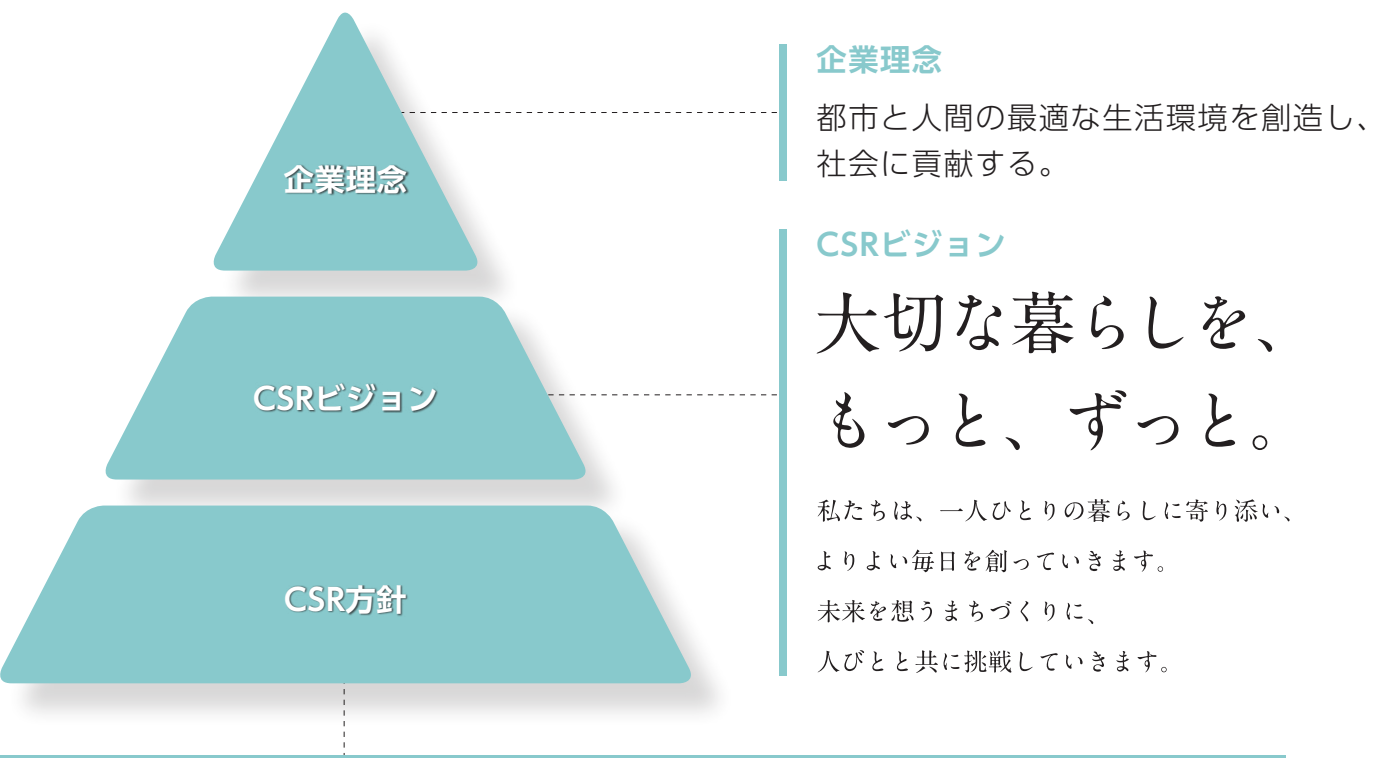 企業理念
CSRビジョン
CSR方針
企業理念
都市と人間の最適な生活環境を創造し、
社会に貢献する。
CSRビジョン
大切な暮らしを、
もっと、ずっと。
私たちは、一人ひとりの暮らしに寄り添い、
よりよい毎日を創っていきます。
未来を想うまちづくりに、
人びとと共に挑戦していきます。